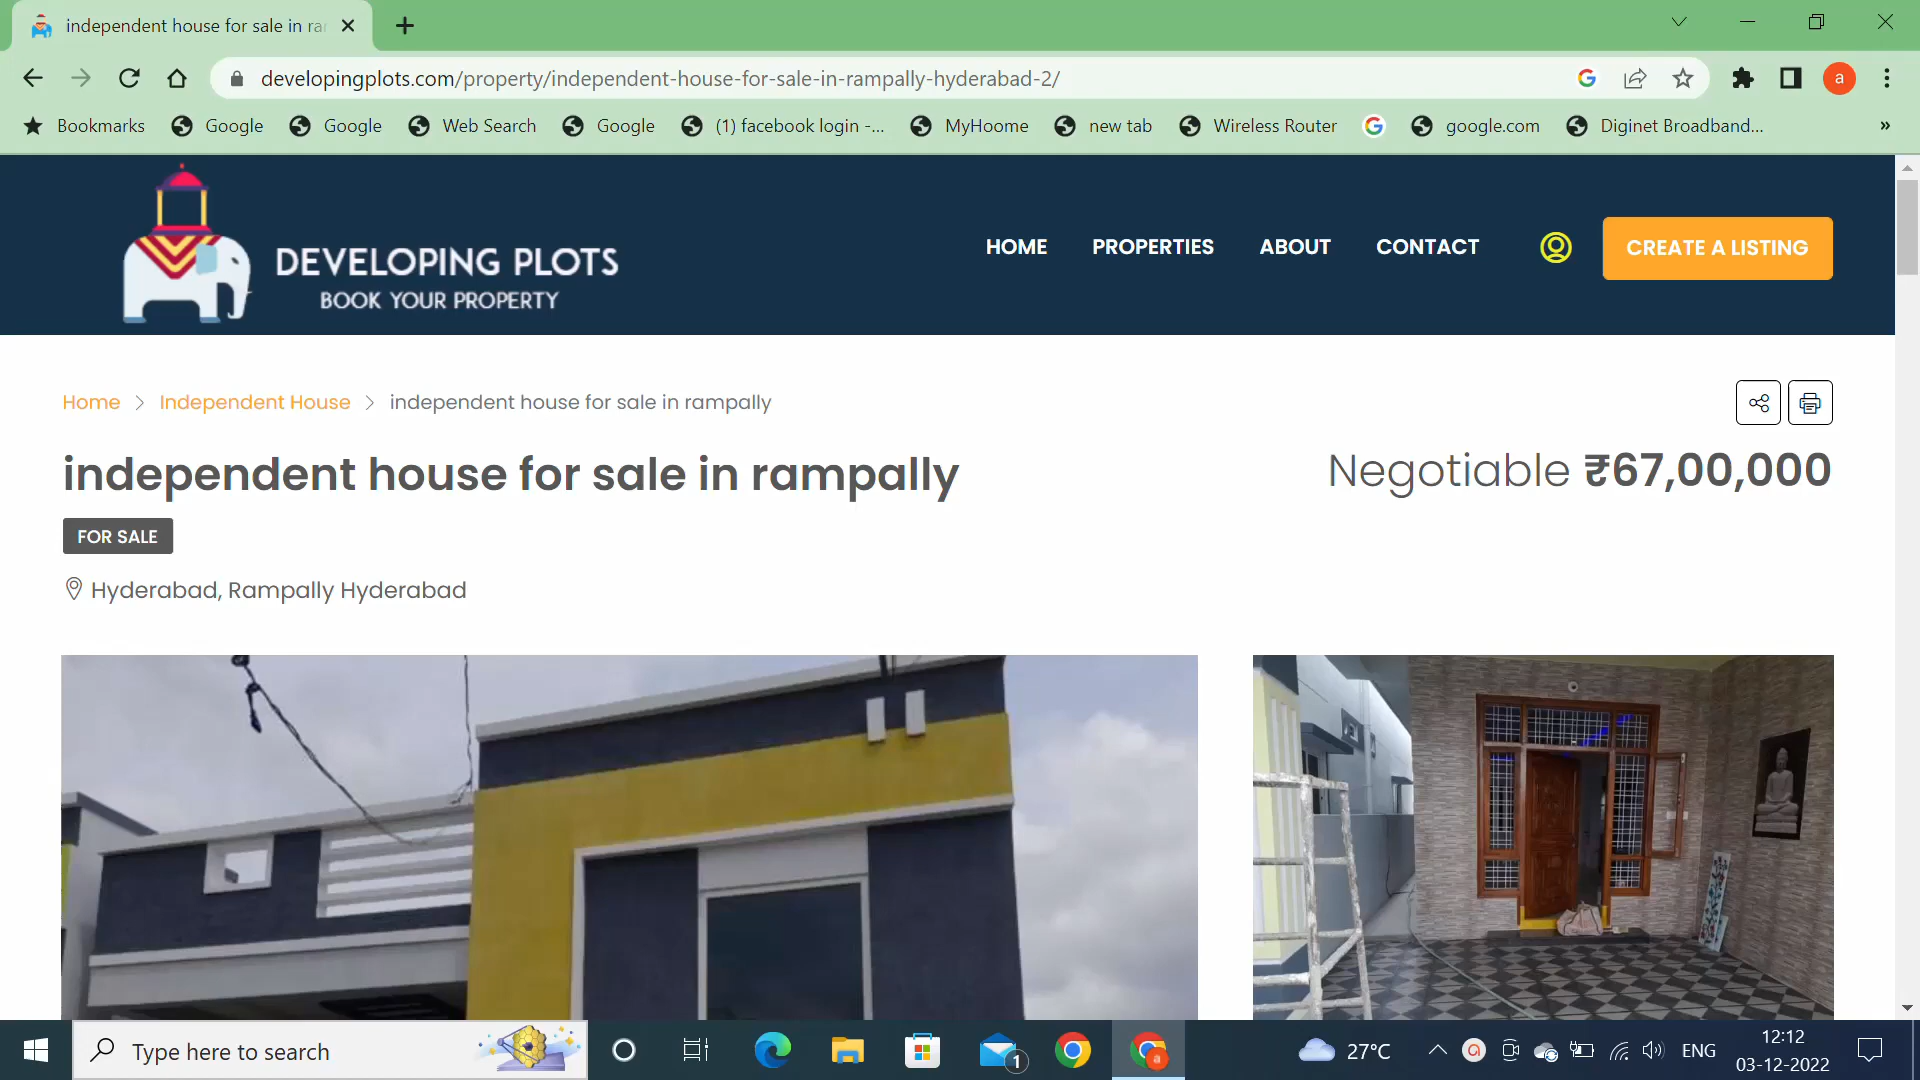 independent house for sale in ra
developingplots.com/property/independent-house-for-sale-in-rampally-hyderabad-2/
a
Bookmarks Google Google Web Search Google (1) facebook login -... MyHoome new tab Wireless Router google.com Diginet Broadband... »
DEVELOPING PLOTS
BOOK YOUR PROPERTY
HOME PROPERTIES ABOUT CONTACT CREATE A LISTING
Home > Independent House > independent house for sale in rampally
independent house for sale in rampally
Negotiable ₹67,00,000
FOR SALE
Hyderabad, Rampally Hyderabad
Type here to search
1
a
27°C
a
ENG
12:12
03-12-2022